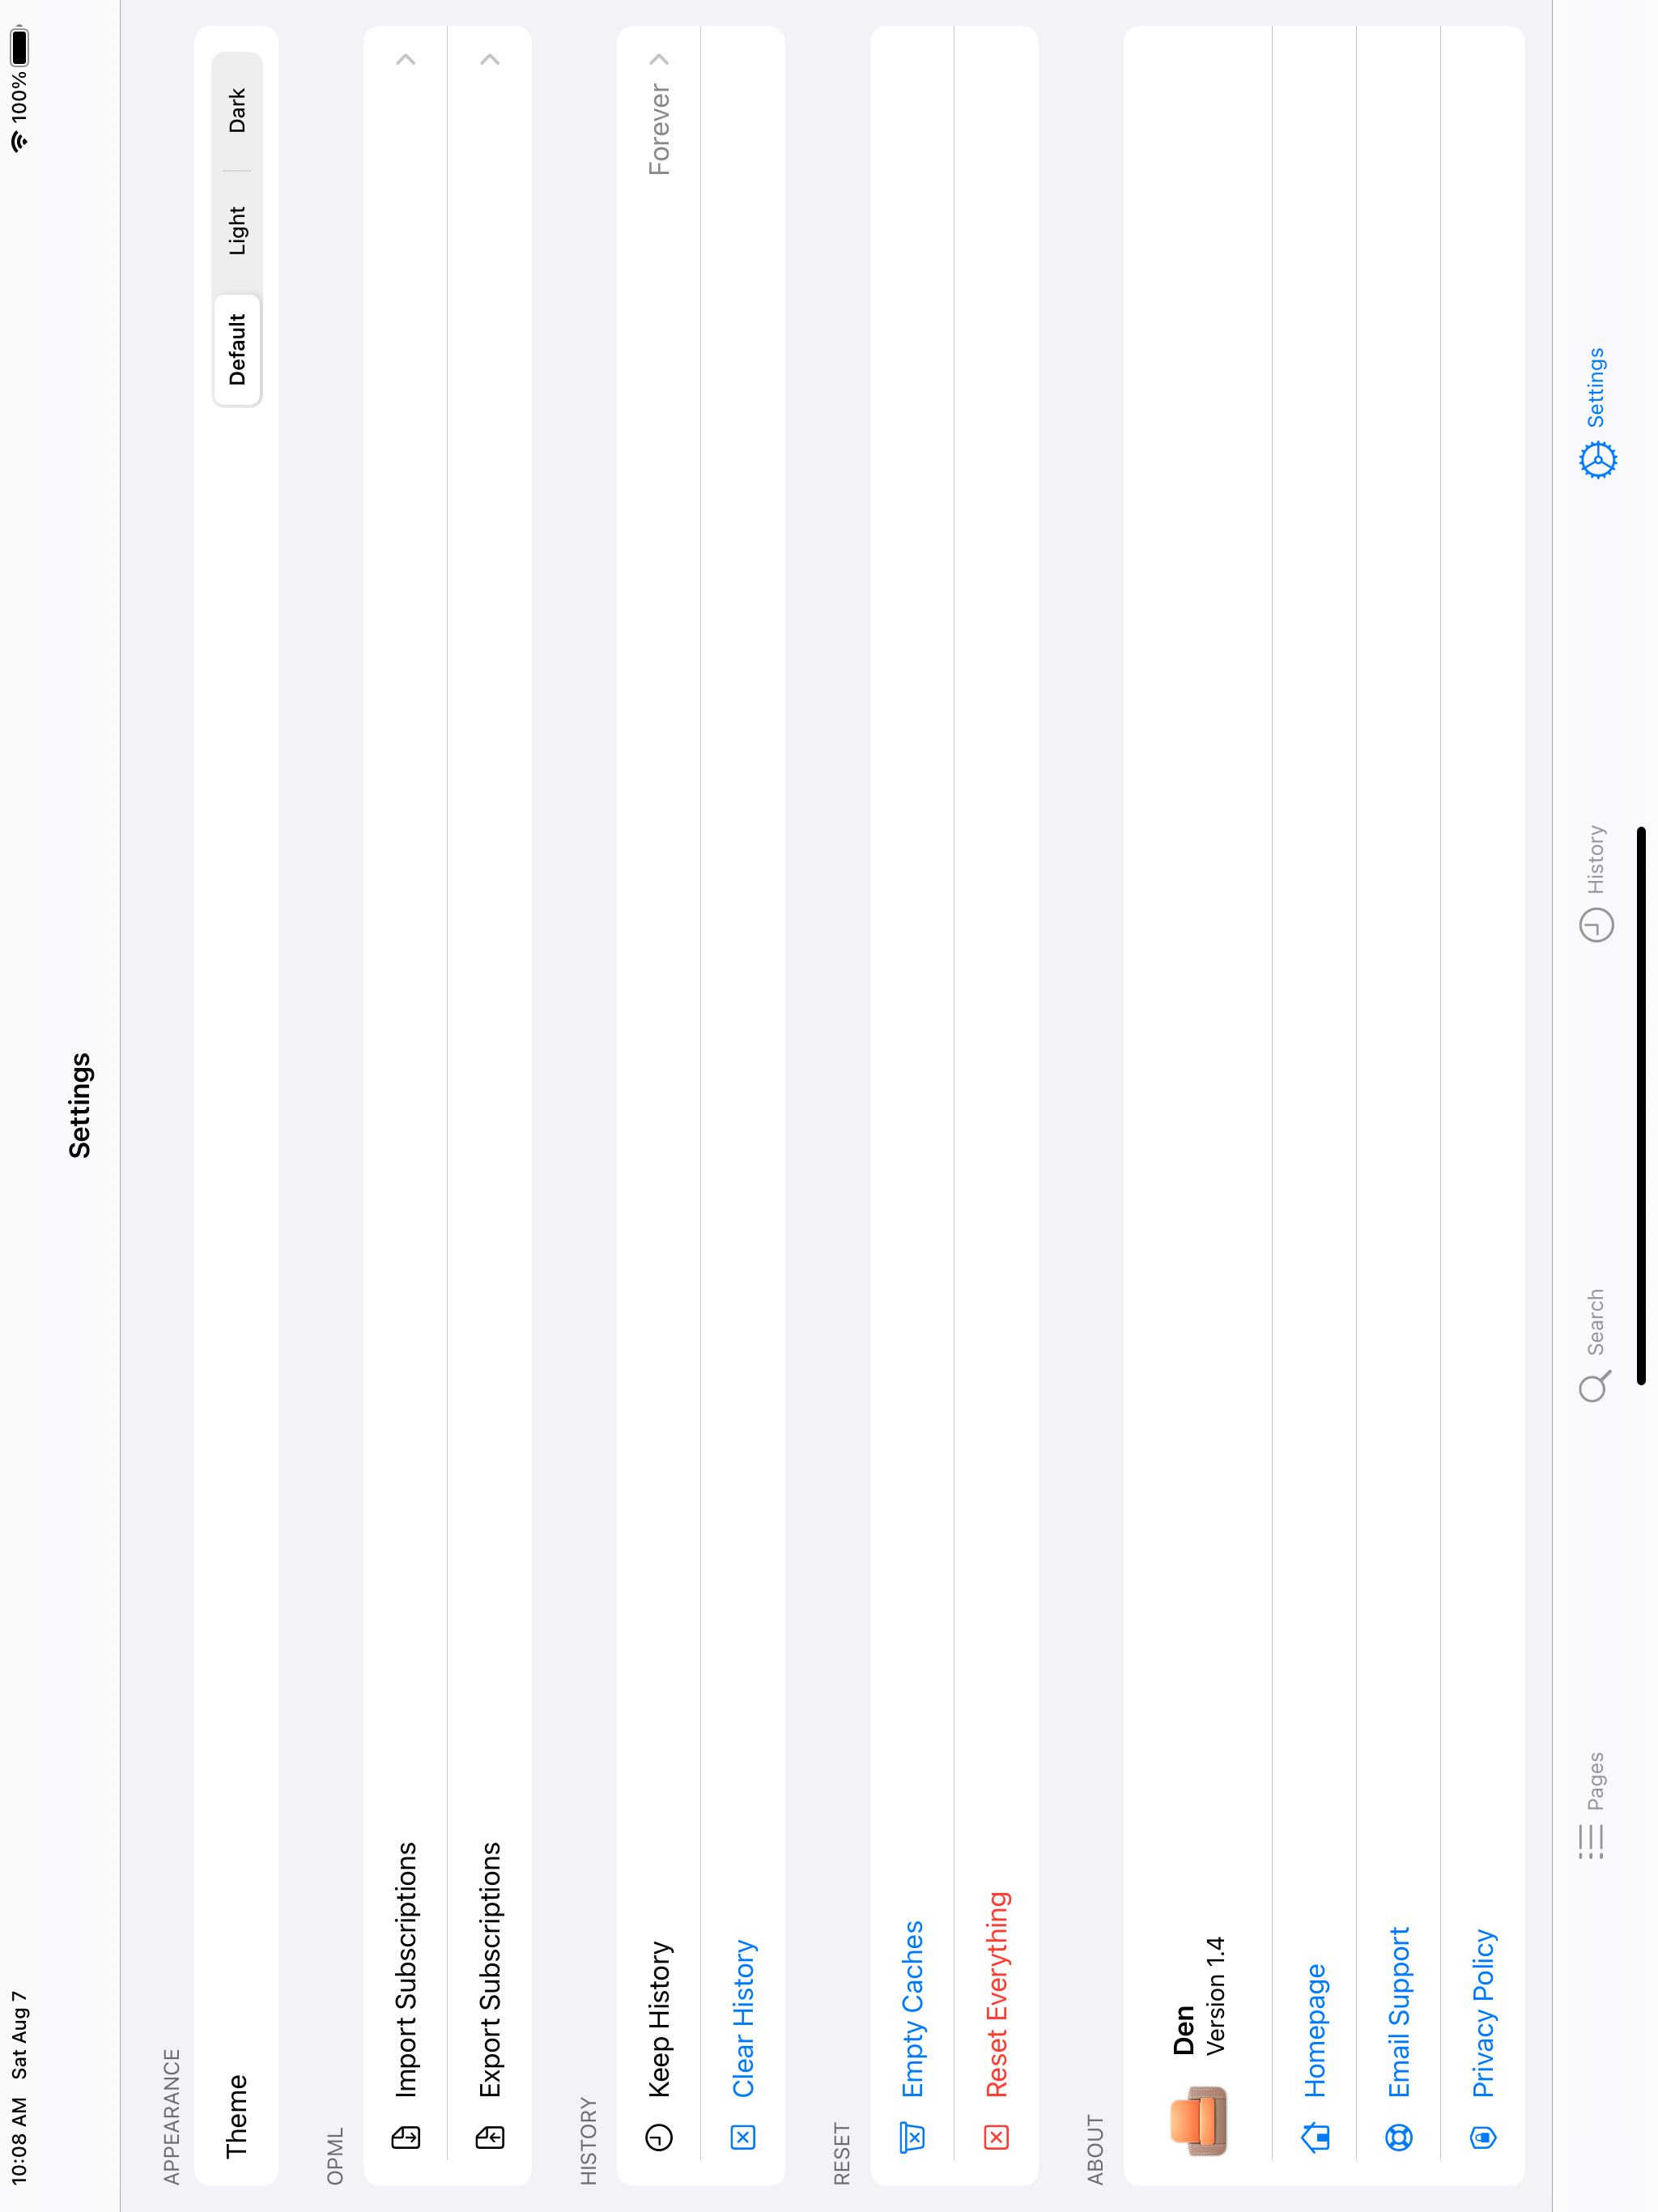 10:08 AM Sat Aug 7 100%
Settings
APPEARANCE
Theme Default Light Dark
OPML
Import Subscriptions
Export Subscriptions
HISTORY
Keep History Forever
Clear History
RESET
Empty Caches
Reset Everything
ABOUT
Den
Version 1.4
Homepage
Email Support
Privacy Policy
Pages Search History Settings